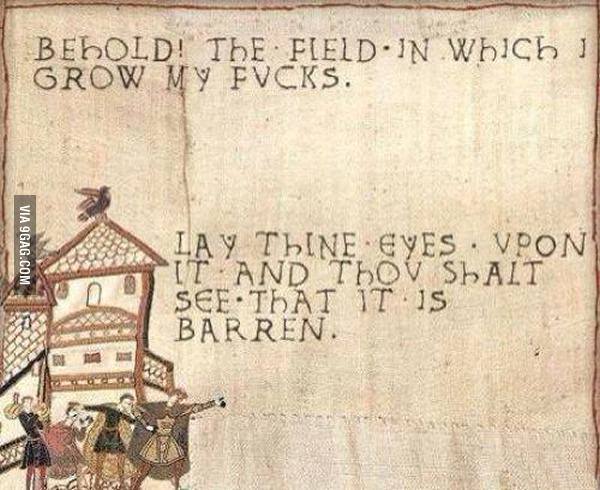 BEHOLD! THE · FIELD · IN WHICH I
GROW MY FVCKS.
VIA 9GAG.COM
LAY THINE · EYES · VPON
IT · AND THOV SHALT
SEE · THAT IT · IS
BARREN.